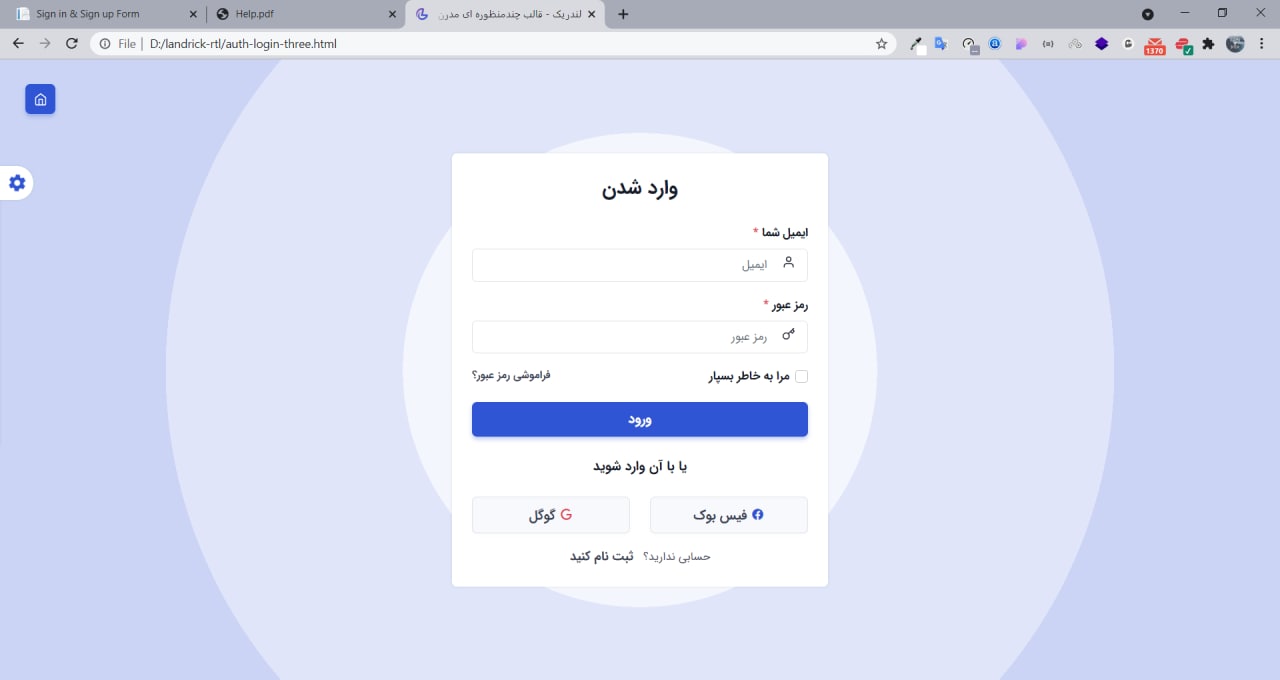 Sign in & Sign up Form
Help.pdf
لندریک - قالب چندمنظوره ای مدرن
File | D:/landrick-rtl/auth-login-three.html
1370
وارد شدن
ایمیل شما *
ایمیل
رمز عبور *
رمز عبور
مرا به خاطر بسپار
فراموشی رمز عبور؟
ورود
یا با آن وارد شوید
فیس بوک
گوگل
حسابی ندارید؟ ثبت نام کنید